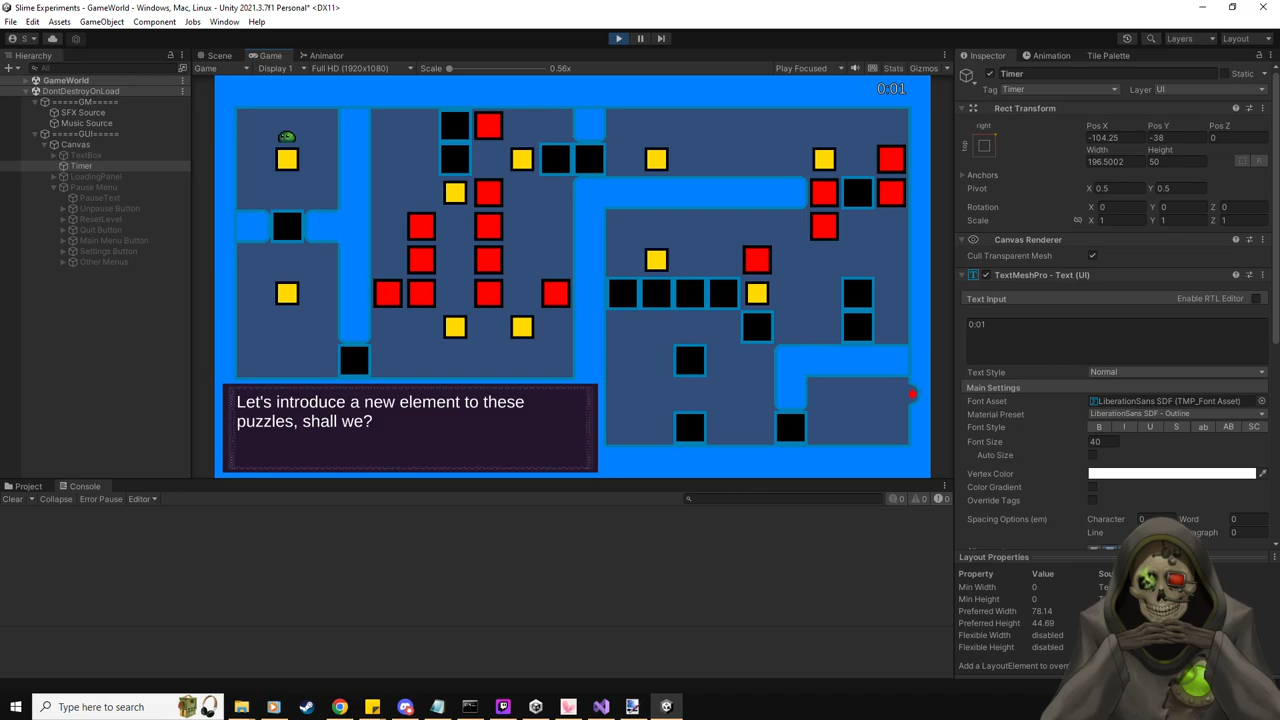 Slime Experiments - GameWorld - Windows, Mac, Linux - Unity 2021.3.7f1 Personal* <DX11>
File Edit Assets GameObject Component Jobs Window Help
S Layers Layout
Hierarchy Scene Game Animator Inspector Animation Tile Palette
All Game Display 1 Full HD (1920x1080) Scale 0.56x Play Focused Stats Gizmos
Timer Static
GameWorld
DontDestroyOnLoad
=====GM=====
SFX Source
Music Source
=====GUI=====
Canvas
TextBox
Timer
LoadingPanel
Pause Menu
PauseText
Unpause Button
ResetLevel
Quit Button
Main Menu Button
Settings Button
Other Menus
0:01
Let's introduce a new element to these
puzzles, shall we?
Tag Timer Layer UI
Rect Transform
right Pos X Pos Y Pos Z
top -104.25 -38 0
Width Height
196.5002 50 R
Anchors
Pivot X 0.5 Y 0.5
Rotation X 0 Y 0 Z 0
Scale X 1 Y 1 Z 1
Canvas Renderer
Cull Transparent Mesh
TextMeshPro - Text (UI)
Text Input Enable RTL Editor
0:01
Text Style Normal
Main Settings
Font Asset LiberationSans SDF (TMP_Font Asset)
Material Preset LiberationSans SDF - Outline
Font Style B I U S ab AB SC
Font Size 40
Auto Size
Vertex Color
Color Gradient
Override Tags
Spacing Options (em) Character 0 Word 0
Line 0
Layout Properties
Property Value
Min Width 0
Min Height 0
Preferred Width 78.14
Preferred Height 44.69
Flexible Width disabled
Flexible Height disabled
Add a LayoutElement to
Project Console
Clear Collapse Error Pause Editor 0 0 0
Type here to search